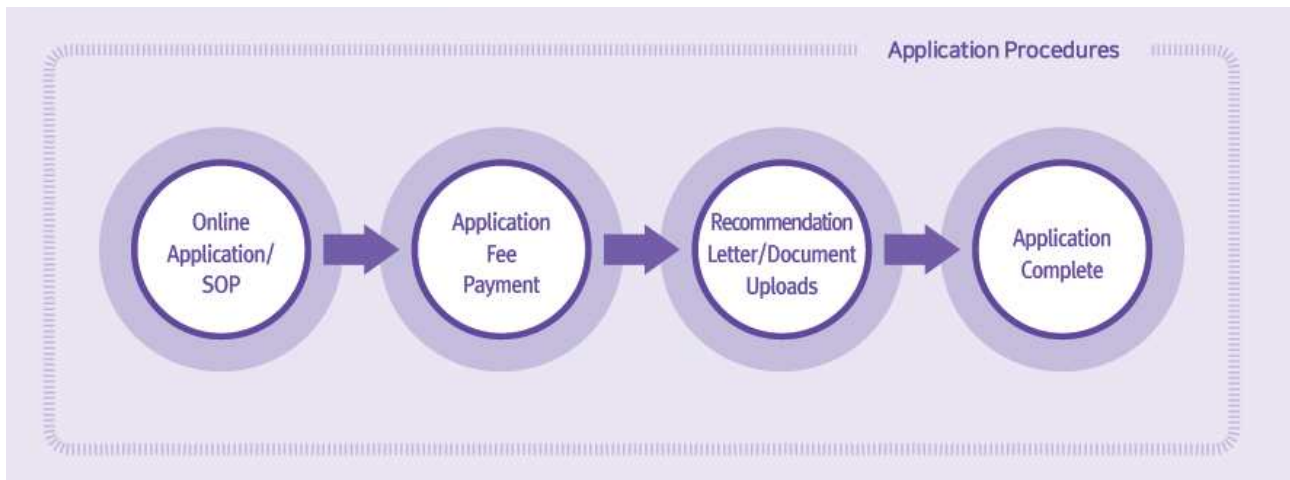 Application Procedures
Online
Application/
SOP
Application
Fee
Payment
Recommendation
Letter/Document
Uploads
Application
Complete